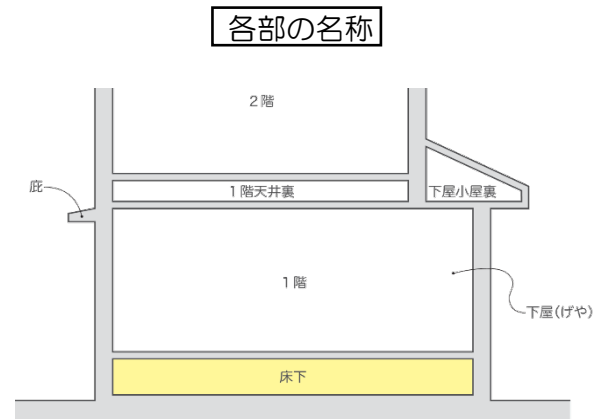 各部の名称
2階
庇
1階天井裏
下屋小屋裏
1階
下屋(げや)
床下